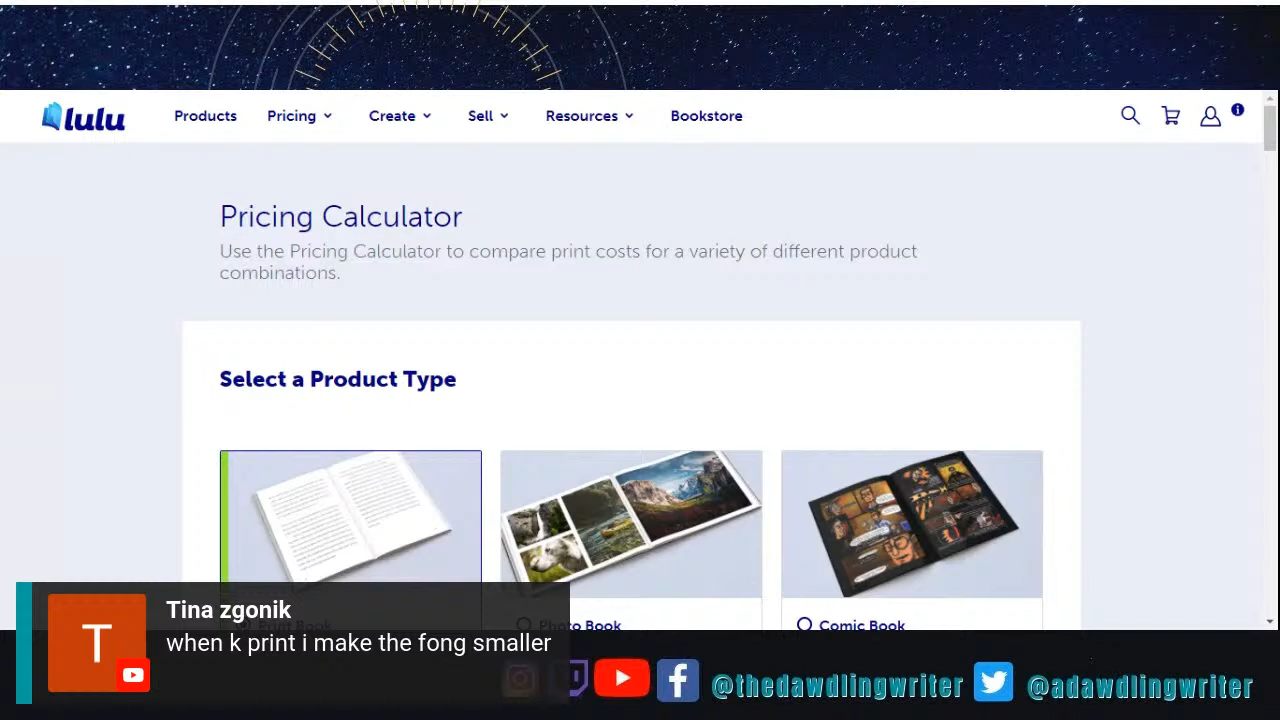 lulu
Products Pricing Create Sell Resources Bookstore
Pricing Calculator
Use the Pricing Calculator to compare print costs for a variety of different product
combinations.
Select a Product Type
Print Book Photo Book Comic Book
T
Tina zgonik
when k print i make the fong smaller
@thedawdlingwriter @adawdlingwriter